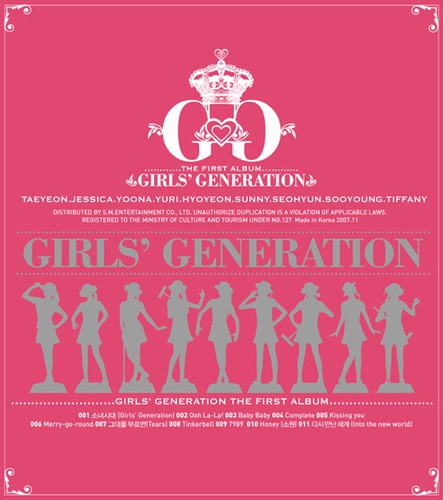 GG
............THE FIRST ALBUM............
GIRLS' GENERATION
TAEYEON.JESSICA.YOONA.YURI.HYOYEON.SUNNY.SEOHYUN.SOOYOUNG.TIFFANY
DISTRIBUTED BY S.M.ENTERTAINMENT CO., LTD. UNAUTHORIZE DUPLICATION IS A VIOLATION OF APPLICABLE LAWS.
REGISTERED TO THE MINSTRY OF CULTURE AND TOURISM UNDER NO.127 Made in Korea 2007.11
GIRLS' GENERATION
........................GIRLS' GENERATION THE FIRST ALBUM........................
001 소녀시대 (Girls' Generation) 002 Ooh La-La! 003 Baby Baby 004 Complete 005 Kissing you
006 Merry-go-round 007 그대를 부르면(Tears) 008 Tinkerbell 009 7989 010 Honey (소원) 011 다시 만난 세계 (Into the new world)